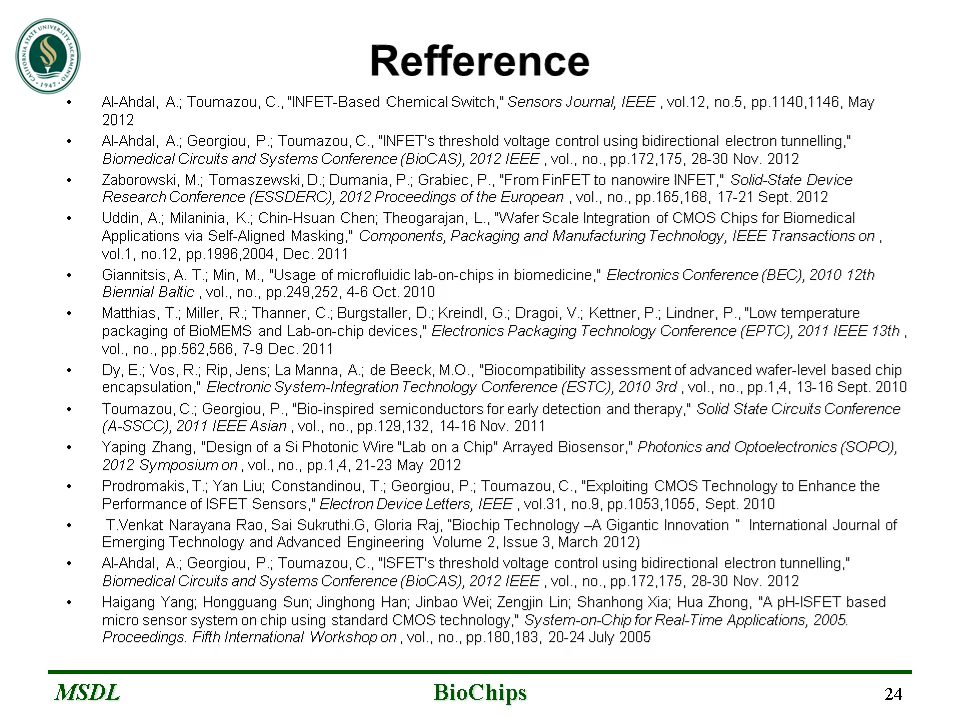 CALIFORNIA STATE UNIVERSITY SACRAMENTO
1947
Refference
• Al-Ahdal, A.; Toumazou, C., "INFET-Based Chemical Switch," Sensors Journal, IEEE , vol.12, no.5, pp.1140,1146, May
2012
• Al-Ahdal, A.; Georgiou, P.; Toumazou, C., "INFET's threshold voltage control using bidirectional electron tunnelling,"
Biomedical Circuits and Systems Conference (BioCAS), 2012 IEEE , vol., no., pp.172,175, 28-30 Nov. 2012
• Zaborowski, M.; Tomaszewski, D.; Dumania, P.; Grabiec, P., "From FinFET to nanowire INFET," Solid-State Device
Research Conference (ESSDERC), 2012 Proceedings of the European , vol., no., pp.165,168, 17-21 Sept. 2012
• Uddin, A.; Milaninia, K.; Chin-Hsuan Chen; Theogarajan, L., "Wafer Scale Integration of CMOS Chips for Biomedical
Applications via Self-Aligned Masking," Components, Packaging and Manufacturing Technology, IEEE Transactions on ,
vol.1, no.12, pp.1996,2004, Dec. 2011
• Giannitsis, A. T.; Min, M., "Usage of microfluidic lab-on-chips in biomedicine," Electronics Conference (BEC), 2010 12th
Biennial Baltic , vol., no., pp.249,252, 4-6 Oct. 2010
• Matthias, T.; Miller, R.; Thanner, C.; Burgstaller, D.; Kreindl, G.; Dragoi, V.; Kettner, P.; Lindner, P., "Low temperature
packaging of BioMEMS and Lab-on-chip devices," Electronics Packaging Technology Conference (EPTC), 2011 IEEE 13th ,
vol., no., pp.562,566, 7-9 Dec. 2011
• Dy, E.; Vos, R.; Rip, Jens; La Manna, A.; de Beeck, M.O., "Biocompatibility assessment of advanced wafer-level based chip
encapsulation," Electronic System-Integration Technology Conference (ESTC), 2010 3rd , vol., no., pp.1,4, 13-16 Sept. 2010
• Toumazou, C.; Georgiou, P., "Bio-inspired semiconductors for early detection and therapy," Solid State Circuits Conference
(A-SSCC), 2011 IEEE Asian , vol., no., pp.129,132, 14-16 Nov. 2011
• Yaping Zhang, "Design of a Si Photonic Wire "Lab on a Chip" Arrayed Biosensor," Photonics and Optoelectronics (SOPO),
2012 Symposium on , vol., no., pp.1,4, 21-23 May 2012
• Prodromakis, T.; Yan Liu; Constandinou, T.; Georgiou, P.; Toumazou, C., "Exploiting CMOS Technology to Enhance the
Performance of ISFET Sensors," Electron Device Letters, IEEE , vol.31, no.9, pp.1053,1055, Sept. 2010
• T.Venkat Narayana Rao, Sai Sukruthi.G, Gloria Raj, "Biochip Technology –A Gigantic Innovation " International Journal of
Emerging Technology and Advanced Engineering Volume 2, Issue 3, March 2012)
• Al-Ahdal, A.; Georgiou, P.; Toumazou, C., "ISFET's threshold voltage control using bidirectional electron tunnelling,"
Biomedical Circuits and Systems Conference (BioCAS), 2012 IEEE , vol., no., pp.172,175, 28-30 Nov. 2012
• Haigang Yang; Hongguang Sun; Jinghong Han; Jinbao Wei; Zengjin Lin; Shanhong Xia; Hua Zhong, "A pH-ISFET based
micro sensor system on chip using standard CMOS technology," System-on-Chip for Real-Time Applications, 2005.
Proceedings. Fifth International Workshop on , vol., no., pp.180,183, 20-24 July 2005
MSDL BioChips 24